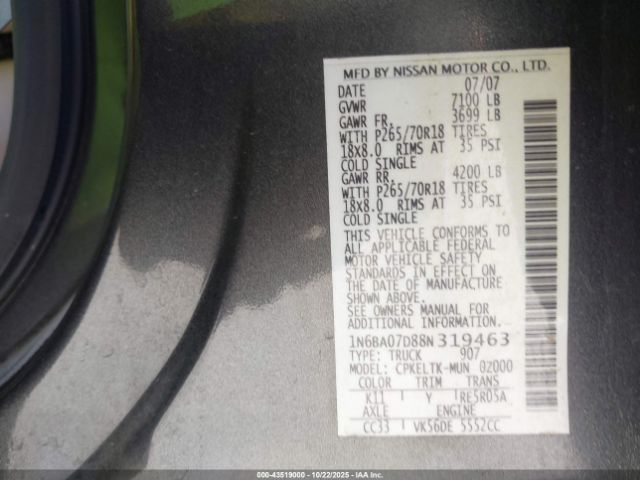 MFD BY NISSAN MOTOR CO., LTD.
DATE 07/07
GVWR 7100 LB
GAWR FR. 3699 LB
WITH P265/70R18 TIRES
18X8.0 RIMS AT 35 PSI
COLD SINGLE
GAWR RR. 4200 LB
WITH P265/70R18 TIRES
18X8.0 RIMS AT 35 PSI
COLD SINGLE
THIS VEHICLE CONFORMS TO
ALL APPLICABLE FEDERAL
MOTOR VEHICLE SAFETY
STANDARDS IN EFFECT ON
THE DATE OF MANUFACTURE
SHOWN ABOVE.
SEE OWNERS MANUAL FOR
ADDITIONAL INFORMATION.
1N6BA07D88N319463
TYPE: TRUCK 907
MODEL: CPKELTK-MUN 0Z000
COLOR TRIM TRANS
K11 Y RE5R05A
AXLE ENGINE
CC33 VK56DE 5552CC
000-43519000 - 10/22/2025 - IAAI.COM